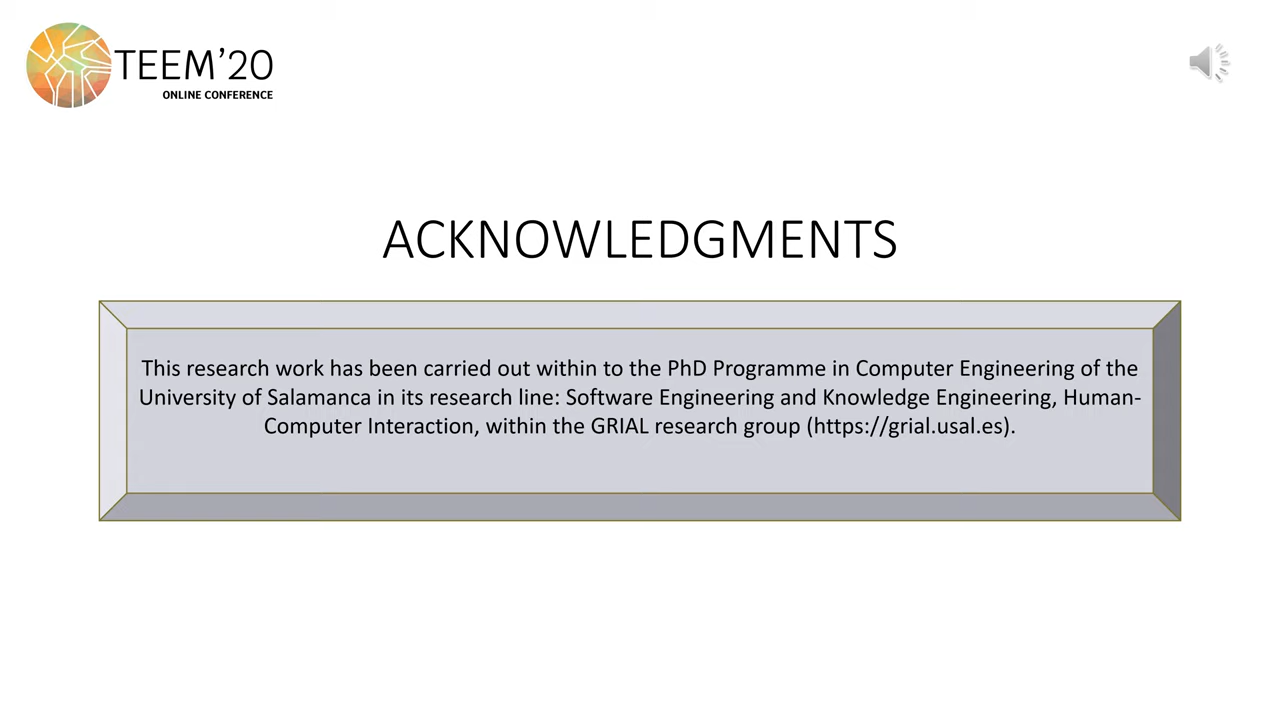 TEEM’20
ONLINE CONFERENCE
ACKNOWLEDGMENTS
This research work has been carried out within to the PhD Programme in Computer Engineering of the
University of Salamanca in its research line: Software Engineering and Knowledge Engineering, Human-
Computer Interaction, within the GRIAL research group (https://grial.usal.es).